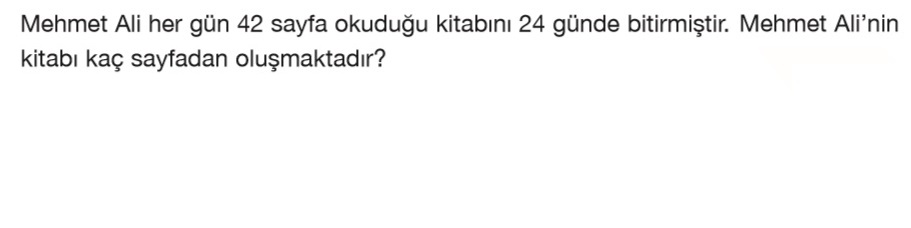 Mehmet Ali her gün 42 sayfa okuduğu kitabını 24 günde bitirmiştir. Mehmet Ali’nin
kitabı kaç sayfadan oluşmaktadır?